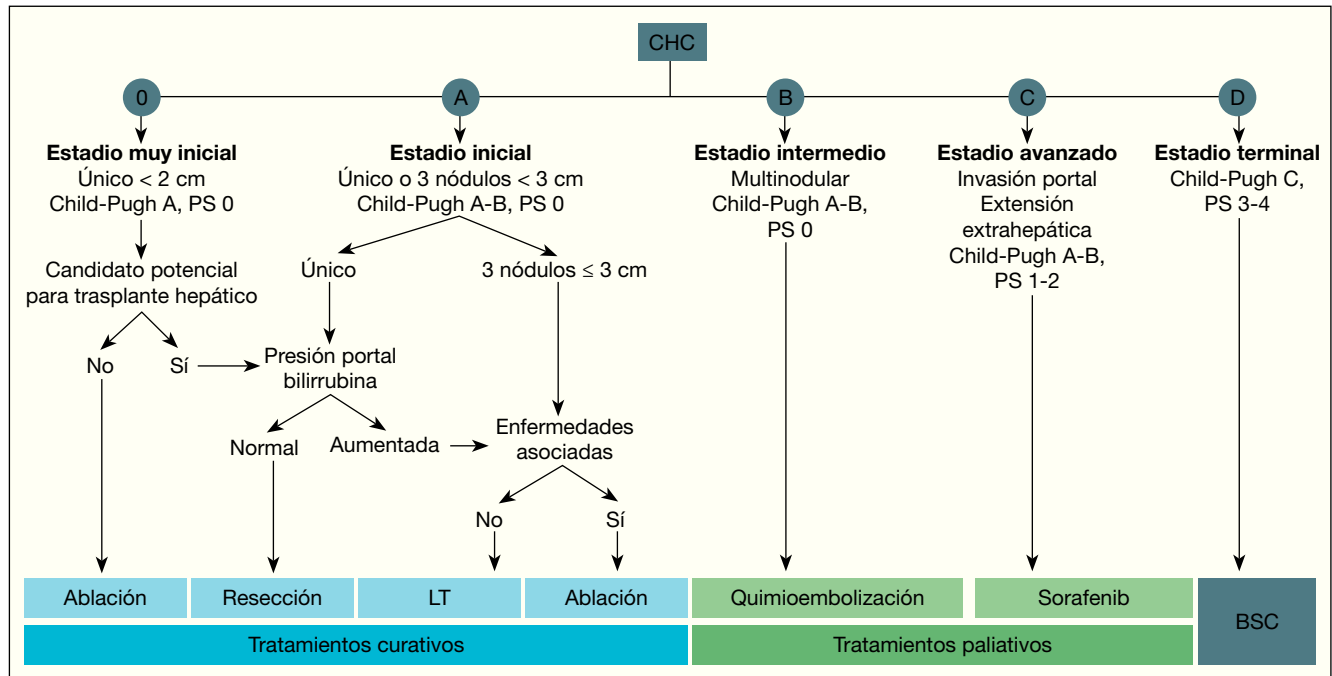 CHC
0
A
B
C
D
Estadio muy inicial
Único < 2 cm
Child-Pugh A, PS 0
Estadio inicial
Único o 3 nódulos < 3 cm
Child-Pugh A-B, PS 0
Estadio intermedio
Multinodular
Child-Pugh A-B,
PS 0
Estadio avanzado
Invasión portal
Extensión
extrahepática
Child-Pugh A-B,
PS 1-2
Estadio terminal
Child-Pugh C,
PS 3-4
Candidato potencial
para trasplante hepático
Único
3 nódulos ≤ 3 cm
No
Sí
Presión portal
bilirrubina
Normal
Aumentada
Enfermedades
asociadas
No
Sí
Ablación
Resección
LT
Ablación
Quimioembolización
Sorafenib
BSC
Tratamientos curativos
Tratamientos paliativos